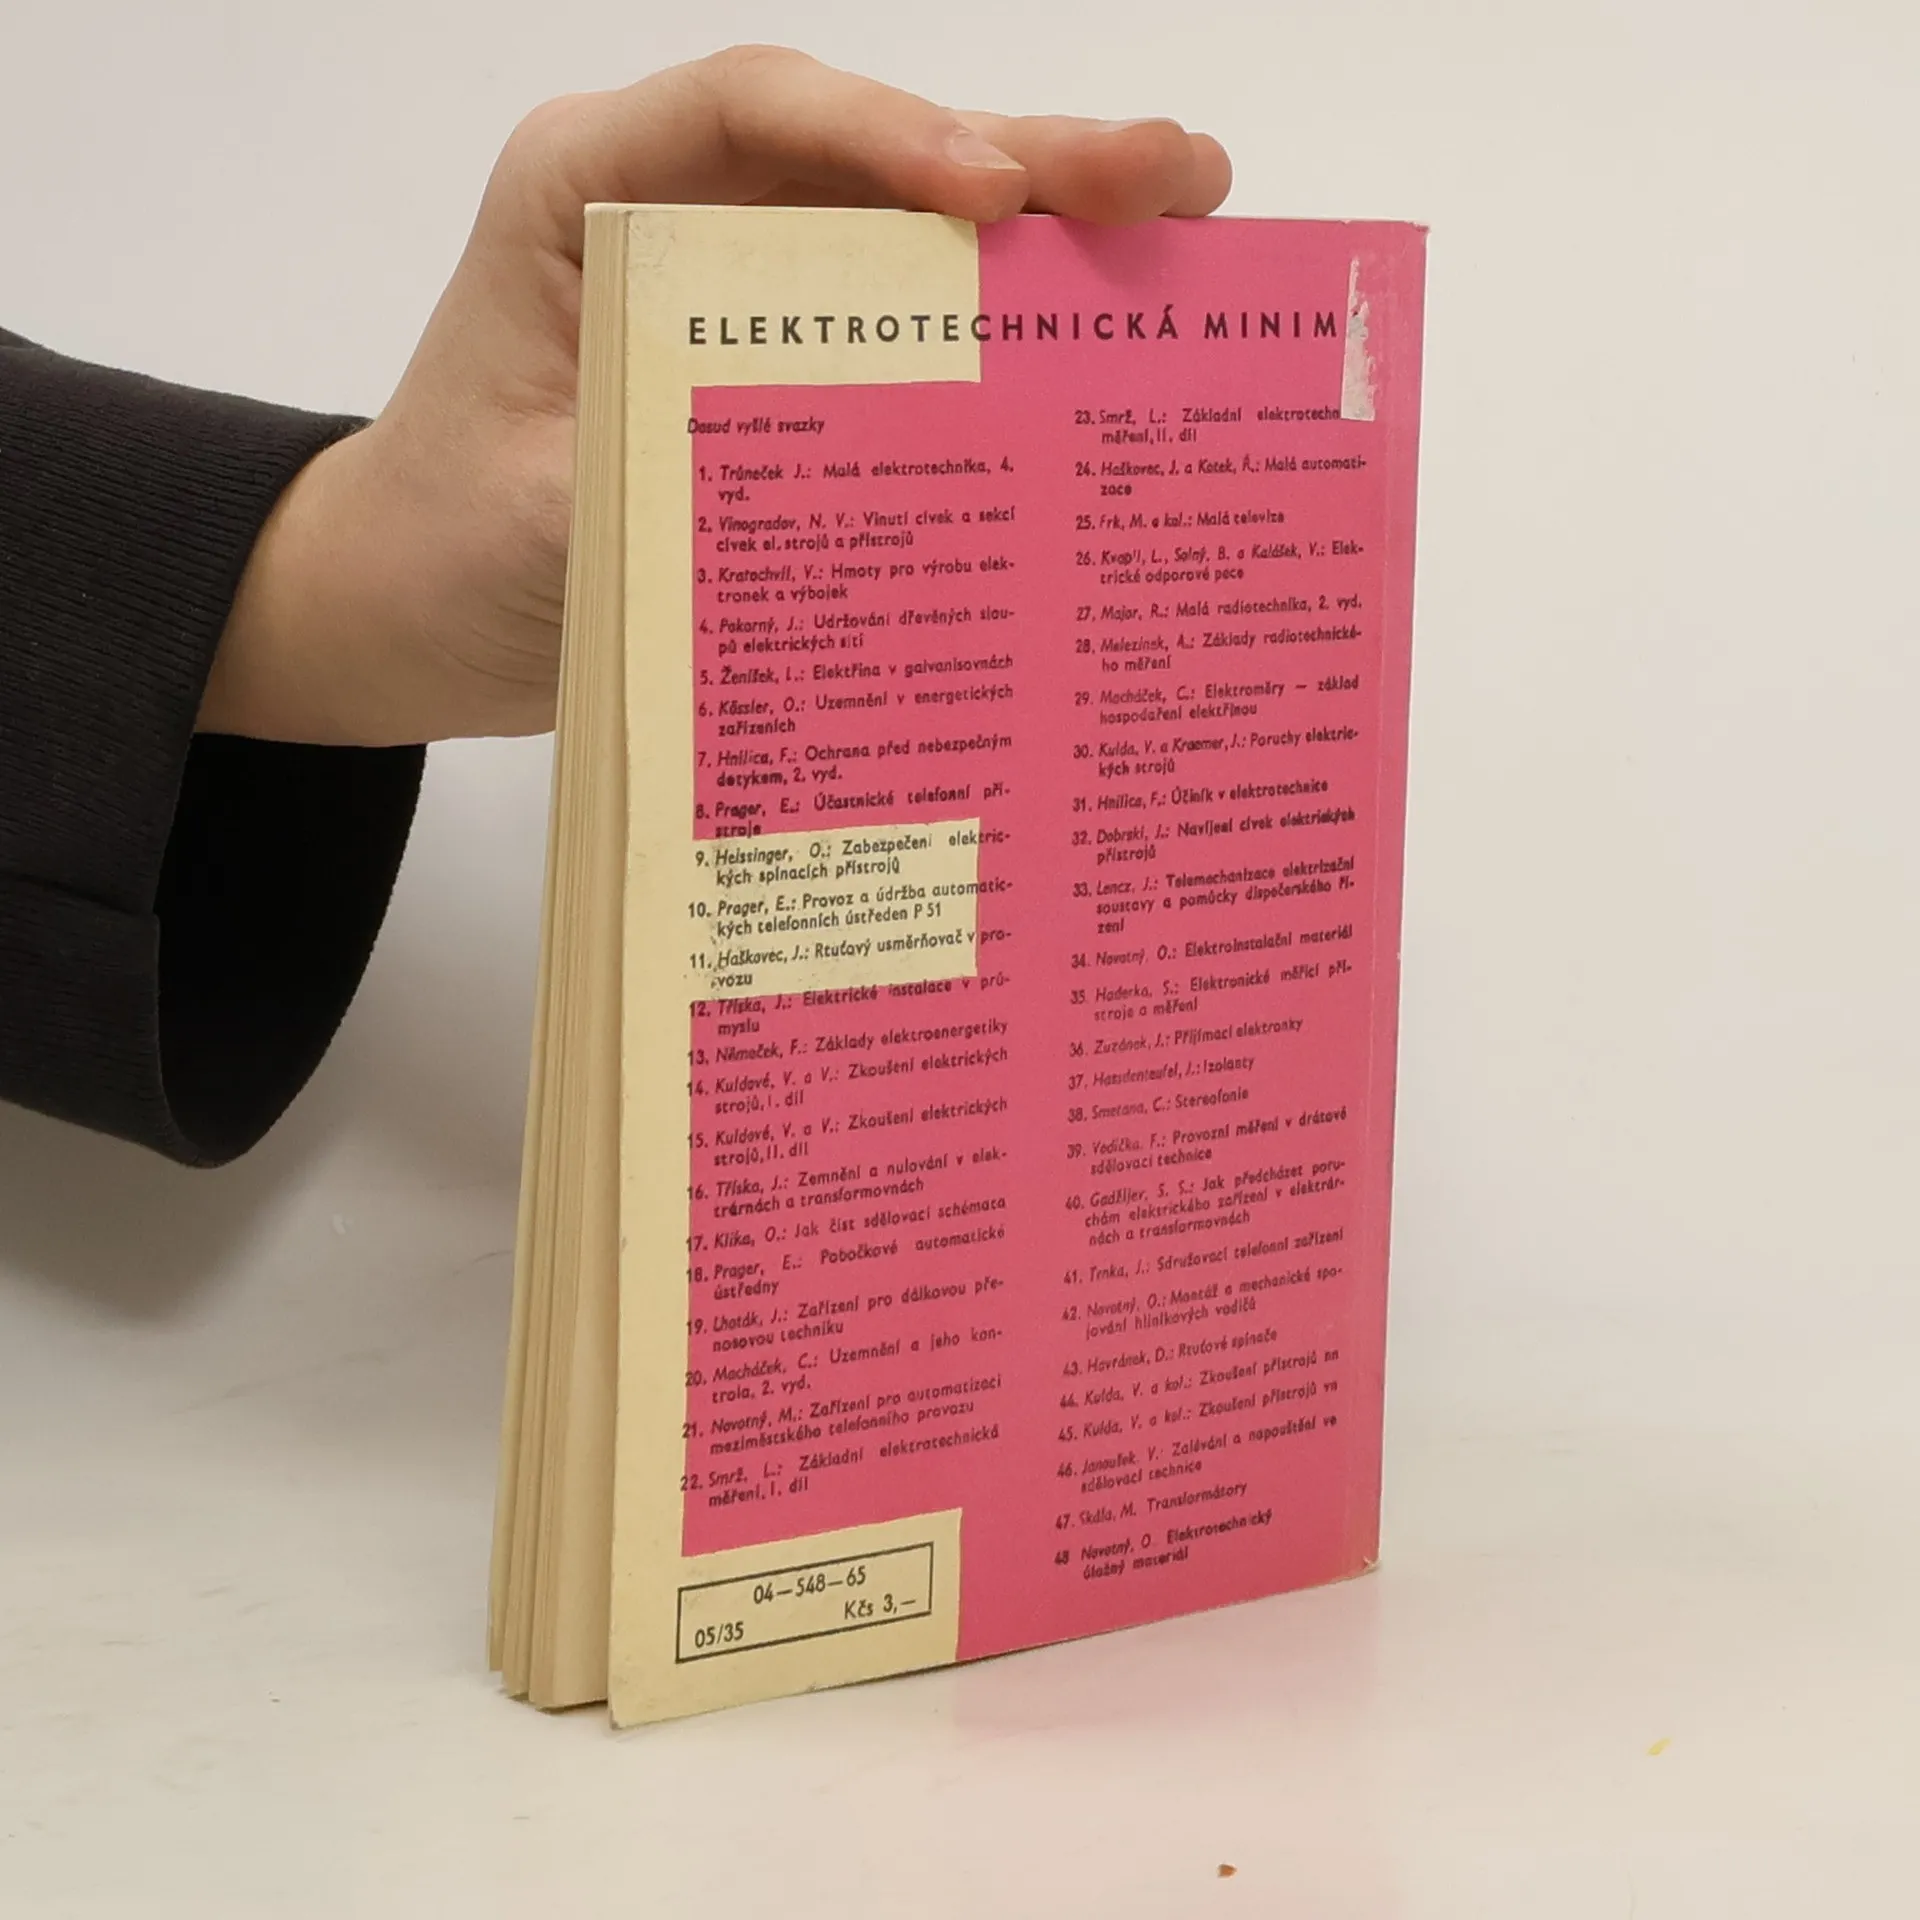 ELEKTROTECHNICKÁ MINIM
Dosud vyšlé svazky
1. Trůneček J.: Malá elektrotechnika, 4.
vyd.
2. Vinogradov, N. V.: Vinutí cívek a sekcí
cívek el. strojů a přístrojů
3. Kratochvíl, V.: Hmoty pro výrobu elek-
tronek a výbojek
4. Pokorný, J.: Udržování dřevěných slou-
pů elektrických sítí
5. Ženíšek, L.: Elektřina v galvanisovnách
6. Kössler, O.: Uzemnění v energetických
zařízeních
7. Hnilica, F.: Ochrana před nebezpečným
dotykem, 2. vyd.
8. Prager, E.: Účastnické telefonní pří-
stroje
9. Heissinger, O.: Zabezpečení elektric-
kých spínacích přístrojů
10. Prager, E.: Provoz a údržba automatic-
kých telefonních ústředen P 51
11. Haškovec, J.: Rtuťový usměrňovač v pro-
vozu
12. Tříska, J.: Elektrické instalace v prů-
myslu
13. Němeček, F.: Základy elektroenergetiky
14. Kuldové, V. a V.: Zkoušení elektrických
strojů, I. díl
15. Kuldové, V. a V.: Zkoušení elektrických
strojů, II. díl
16. Tříska, J.: Zemnění a nulování v elek-
trárnách a transformovnách
17. Klika, O.: Jak číst sdělovací schémata
18. Prager, E.: Pobočkové automatické
ústředny
19. Lhoták, J.: Zařízení pro dálkovou pře-
nosovou techniku
20. Macháček, C.: Uzemnění a jeho kon-
trola, 2. vyd.
21. Novotný, M.: Zařízení pro automatizaci
meziměstského telefonního provozu
22. Smrž, L.: Základní elektrotechnická
měření, I. díl
23. Smrž, L.: Základní elektrotechn
měření, II. díl
24. Haškovec, J. a Kotek, Ř.: Malá automati-
zace
25. Frk, M. a kol.: Malá televize
26. Kvapil, L., Solný, B. a Kalášek, V.: Elek-
trické odporové pece
27. Major, R.: Malá radiotechnika, 2. vyd.
28. Melezinek, A.: Základy radiotechnické-
ho měření
29. Macháček, C.: Elektroměry — základ
hospodaření elektřinou
30. Kulda, V. a Kraemer, J.: Poruchy elektric-
kých strojů
31. Hnilica, F.: Účiník v elektrotechnice
32. Dobrski, J.: Navíjení cívek elektrických
přístrojů
33. Lencz, J.: Telemechanizace elektrizační
soustavy a pomůcky dispečerského ří-
zení
34. Novotný, O.: Elektroinstalační materiál
35. Haderka, S.: Elektronické měřicí pří-
stroje a měření
36. Zuzánek, J.: Přijímací elektronky
37. J.: Izolanty
38. Smetana, C.: Stereofonie
39. Vodička, F.: Provozní měření v drátové
sdělovací technice
40. S. S.: Jak předcházet poru-
chám elektrického zařízení v elektrár-
nách a transformovnách
41. Trnka, J.: Sdružovací telefonní zařízení
42. Novotný, O.: Montáž a mechanické spo-
jování hliníkových vodičů
43. Havránek, D.: Rtuťové spínače
44. Kulda, V. a kol.: Zkoušení přístrojů nn
45. Kulda, V. a kol.: Zkoušení přístrojů vn
46. Janoušek, V.: Zalévání a napouštění ve
sdělovací technice
47. Skála, M. Transformátory
48 Novotný, O. Elektrotechnický
úložný materiál
04—548—65
Kčs 3,—
05/35